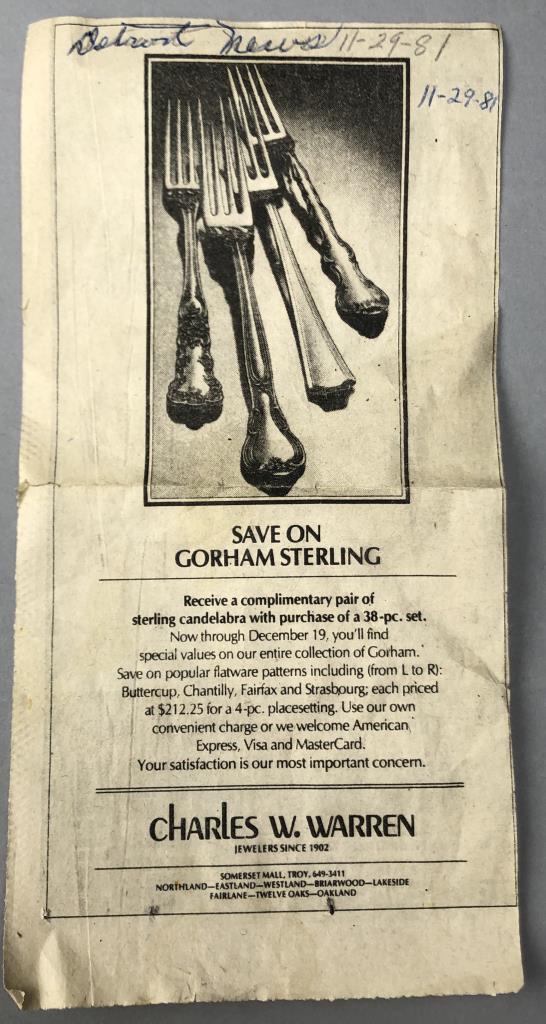 Detroit News 11-29-81
11-29-81
SAVE ON
GORHAM STERLING
Receive a complimentary pair of
sterling candelabra with purchase of a 38-pc. set.
Now through December 19, you'll find
special values on our entire collection of Gorham.
Save on popular flatware patterns including (from L to R):
Buttercup, Chantilly, Fairfax and Strasbourg; each priced
at $212.25 for a 4-pc. placesetting. Use our own
convenient charge or we welcome American
Express, Visa and MasterCard.
Your satisfaction is our most important concern.
CHARLES W. WARREN
JEWELERS SINCE 1902
SOMERSET MALL, TROY, 649-3411
NORTHLAND—EASTLAND—WESTLAND—BRIARWOOD—LAKESIDE
FAIRLANE—TWELVE OAKS—OAKLAND